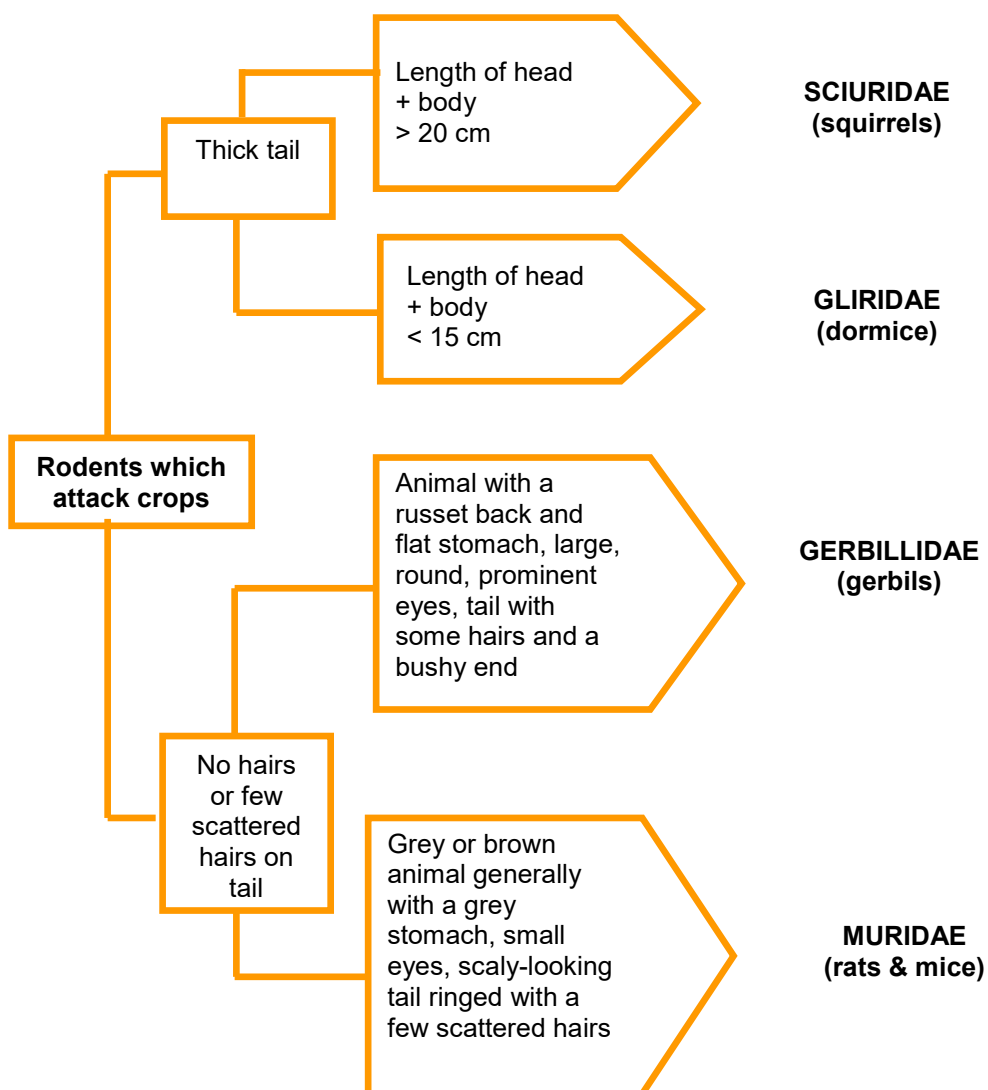 Length of head
+ body
> 20 cm
SCIURIDAE
(squirrels)
Thick tail
Length of head
+ body
< 15 cm
GLIRIDAE
(dormice)
Rodents which
attack crops
Animal with a
russet back and
flat stomach, large,
round, prominent
eyes, tail with
some hairs and a
bushy end
GERBILLIDAE
(gerbils)
No hairs
or few
scattered
hairs on
tail
Grey or brown
animal generally
with a grey
stomach, small
eyes, scaly-looking
tail ringed with a
few scattered hairs
MURIDAE
(rats & mice)